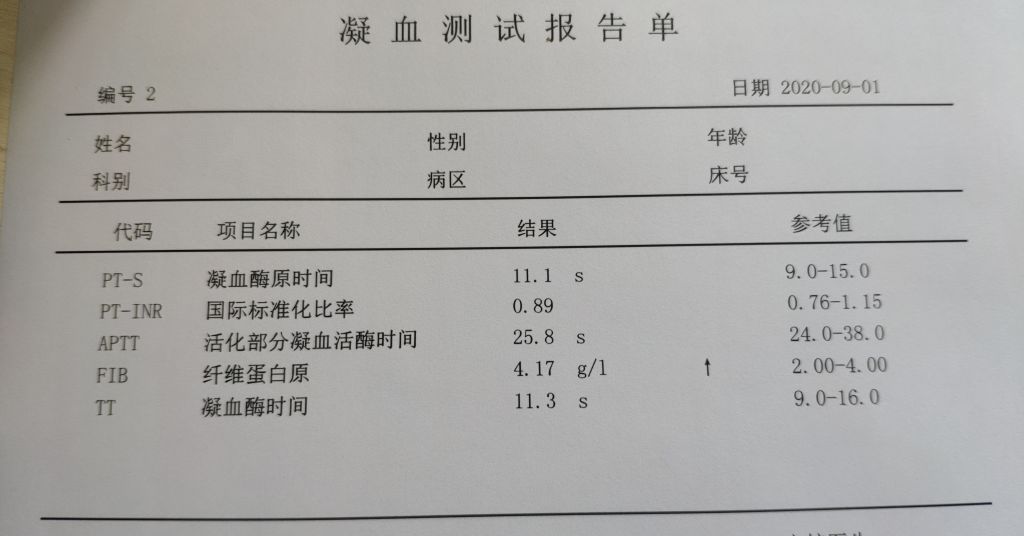 凝血测试报告单
编号 2 日期 2020-09-01
姓名 性别 年龄
科别 病区 床号
代码 项目名称 结果 参考值
PT-S 凝血酶原时间 11.1 s 9.0-15.0
PT-INR 国际标准化比率 0.89 0.76-1.15
APTT 活化部分凝血活酶时间 25.8 s 24.0-38.0
FIB 纤维蛋白原 4.17 g/l ↑ 2.00-4.00
TT 凝血酶时间 11.3 s 9.0-16.0